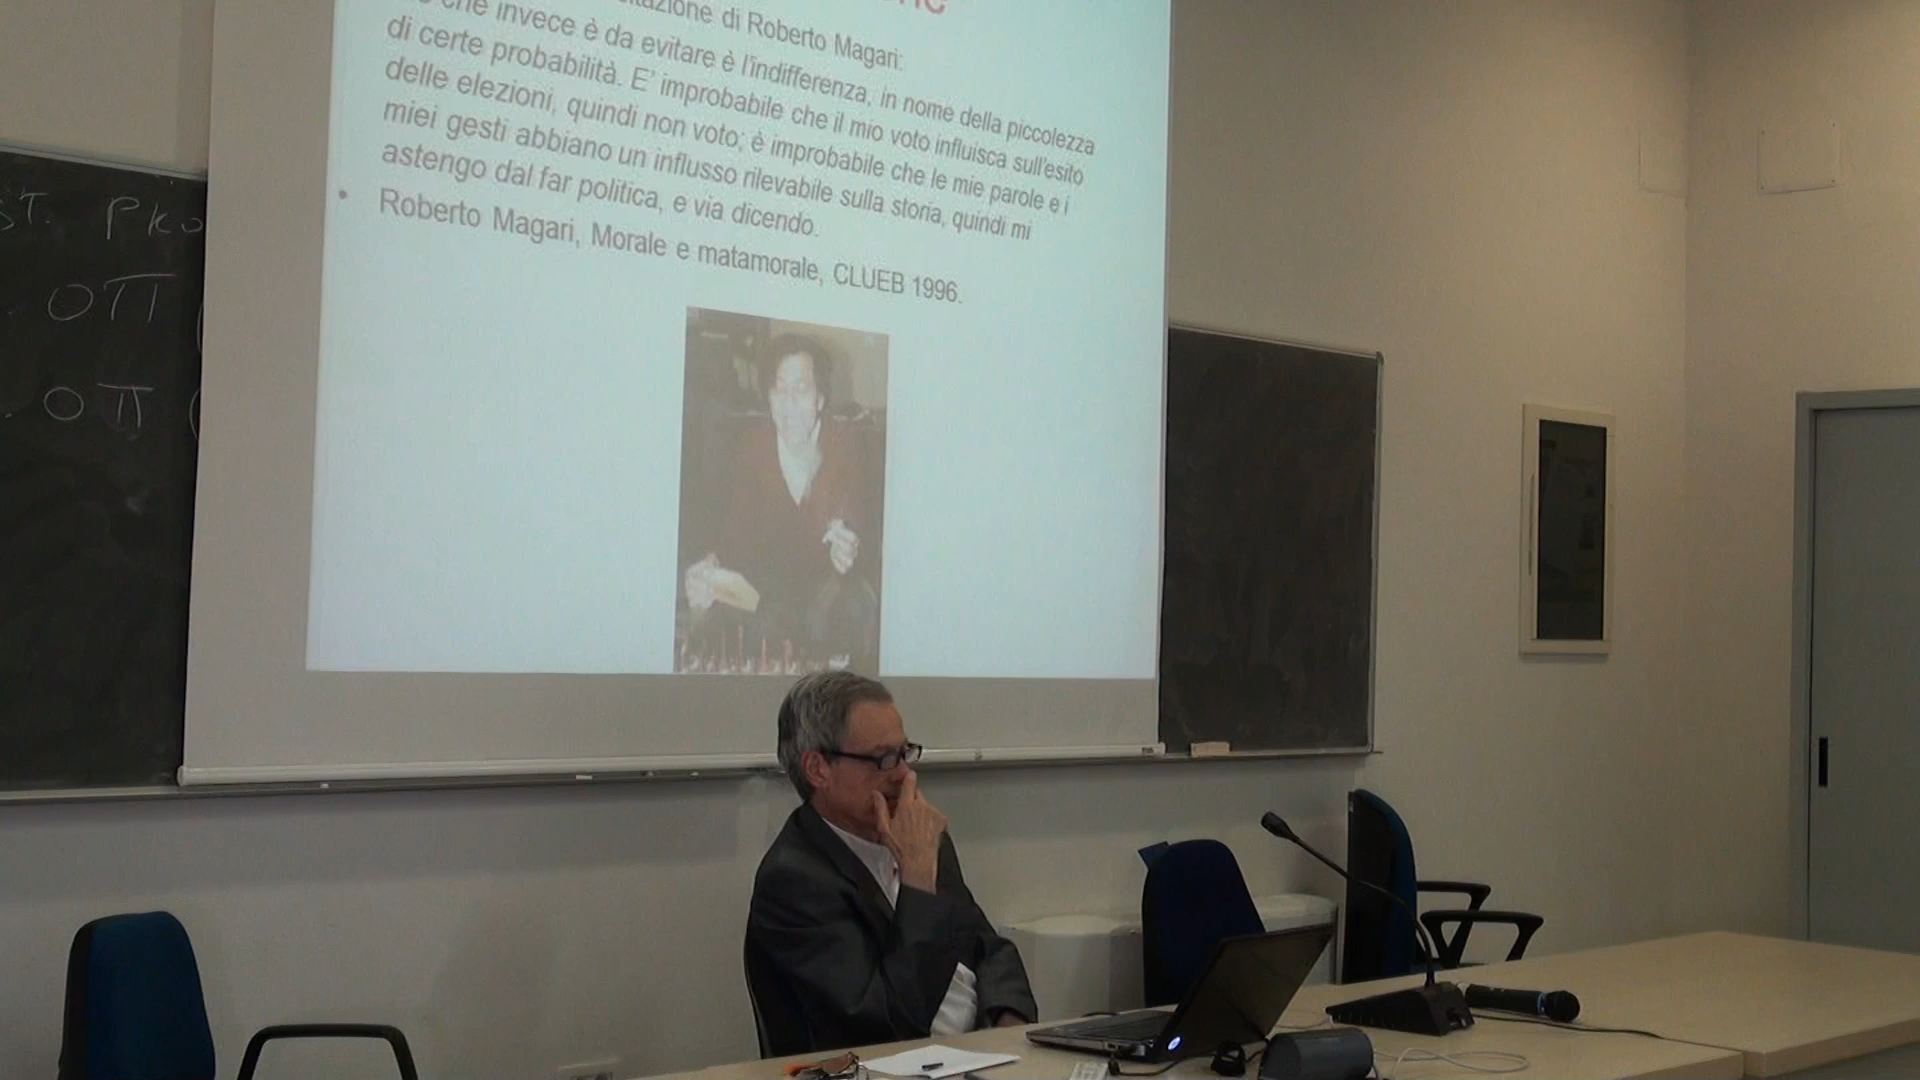 citazione di Roberto Magari:
che invece è da evitare è l'indifferenza, in nome della piccolezza
di certe probabilità. E' improbabile che il mio voto influisca sull'esito
delle elezioni, quindi non voto; è improbabile che le mie parole e i
miei gesti abbiano un influsso rilevabile sulla storia, quindi mi
astengo dal far politica, e via dicendo.
• Roberto Magari, Morale e matamorale, CLUEB 1996.
ST. PRO
OTT (
OTT (